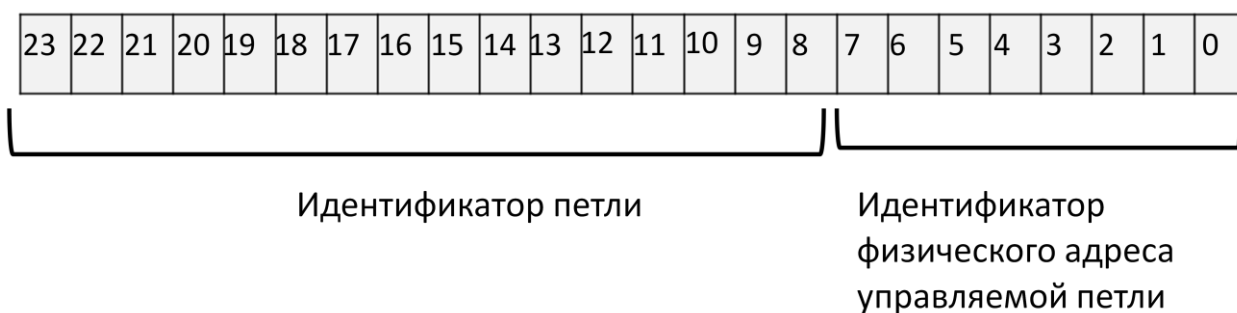 23 22 21 20 19 18 17 16 15 14 13 12 11 10 9 8 7 6 5 4 3 2 1 0
Идентификатор петли
Идентификатор
физического адреса
управляемой петли